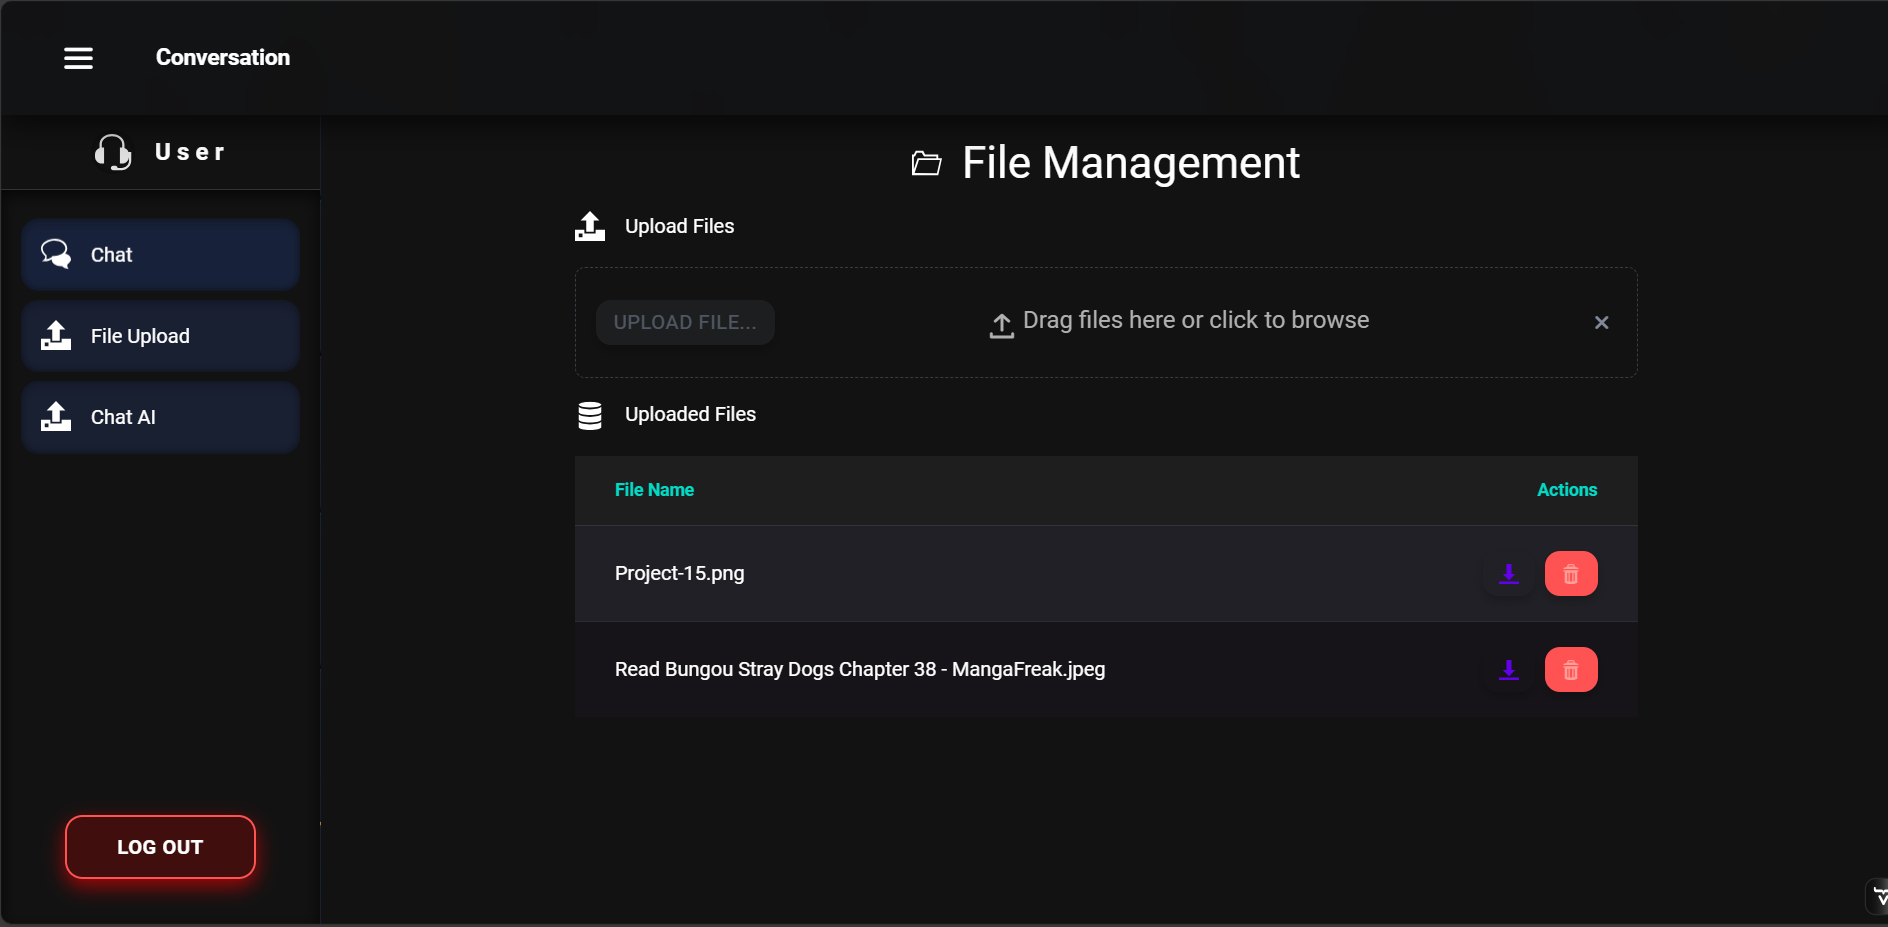 Conversation
User
Chat
File Upload
Chat AI
LOG OUT
File Management
Upload Files
UPLOAD FILE...
Drag files here or click to browse
Uploaded Files
File Name Actions
Project-15.png
Read Bungou Stray Dogs Chapter 38 - MangaFreak.jpeg